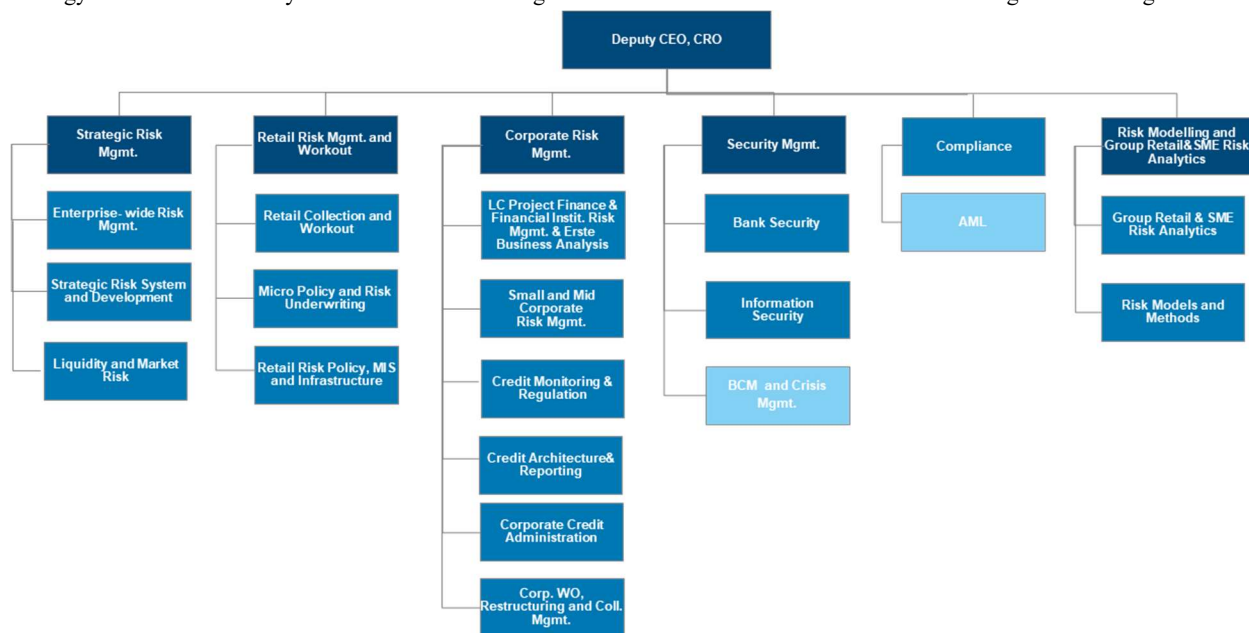 Deputy CEO, CRO
Strategic Risk
Mgmt.
Enterprise- wide Risk
Mgmt.
Strategic Risk System
and Development
Liquidity and Market
Risk
Retail Risk Mgmt. and
Workout
Retail Collection and
Workout
Micro Policy and Risk
Underwriting
Retail Risk Policy, MIS
and Infrastructure
Corporate Risk
Mgmt.
LC Project Finance &
Financial Instit. Risk
Mgmt. & Erste
Business Analysis
Small and Mid
Corporate
Risk Mgmt.
Credit Monitoring &
Regulation
Credit Architecture&
Reporting
Corporate Credit
Administration
Corp. WO,
Restructuring and Coll.
Mgmt.
Security Mgmt.
Bank Security
Information
Security
BCM and Crisis
Mgmt.
Compliance
AML
Risk Modelling and
Group Retail&SME Risk
Analytics
Group Retail & SME
Risk Analytics
Risk Models and
Methods